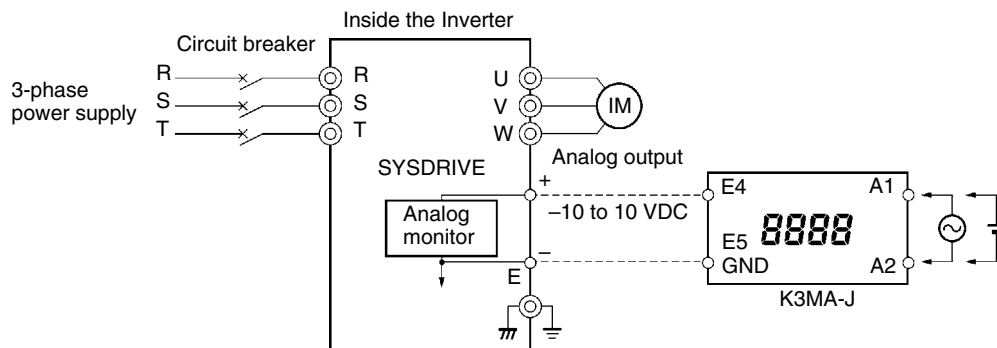 Inside the Inverter
Circuit breaker
3-phase
power supply
R
S
T
R
S
T
U
V
W
IM
SYSDRIVE
Analog output
Analog
monitor
+
–10 to 10 VDC
–
E
E4
E5
GND
8888
A1
A2
K3MA-J